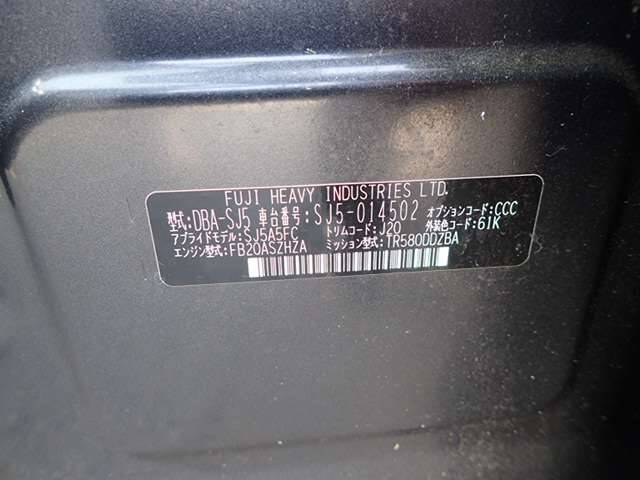 FUJI HEAVY INDUSTRIES LTD.
型式:DBA-SJ5 車台番号:SJ5-014502 オプションコード:CCC
アプライドモデル:SJ5A5FC トリムコード:J20 外装色コード:61K
エンジン型式:FB20ASZHZA ミッション型式:TR580DDZBA